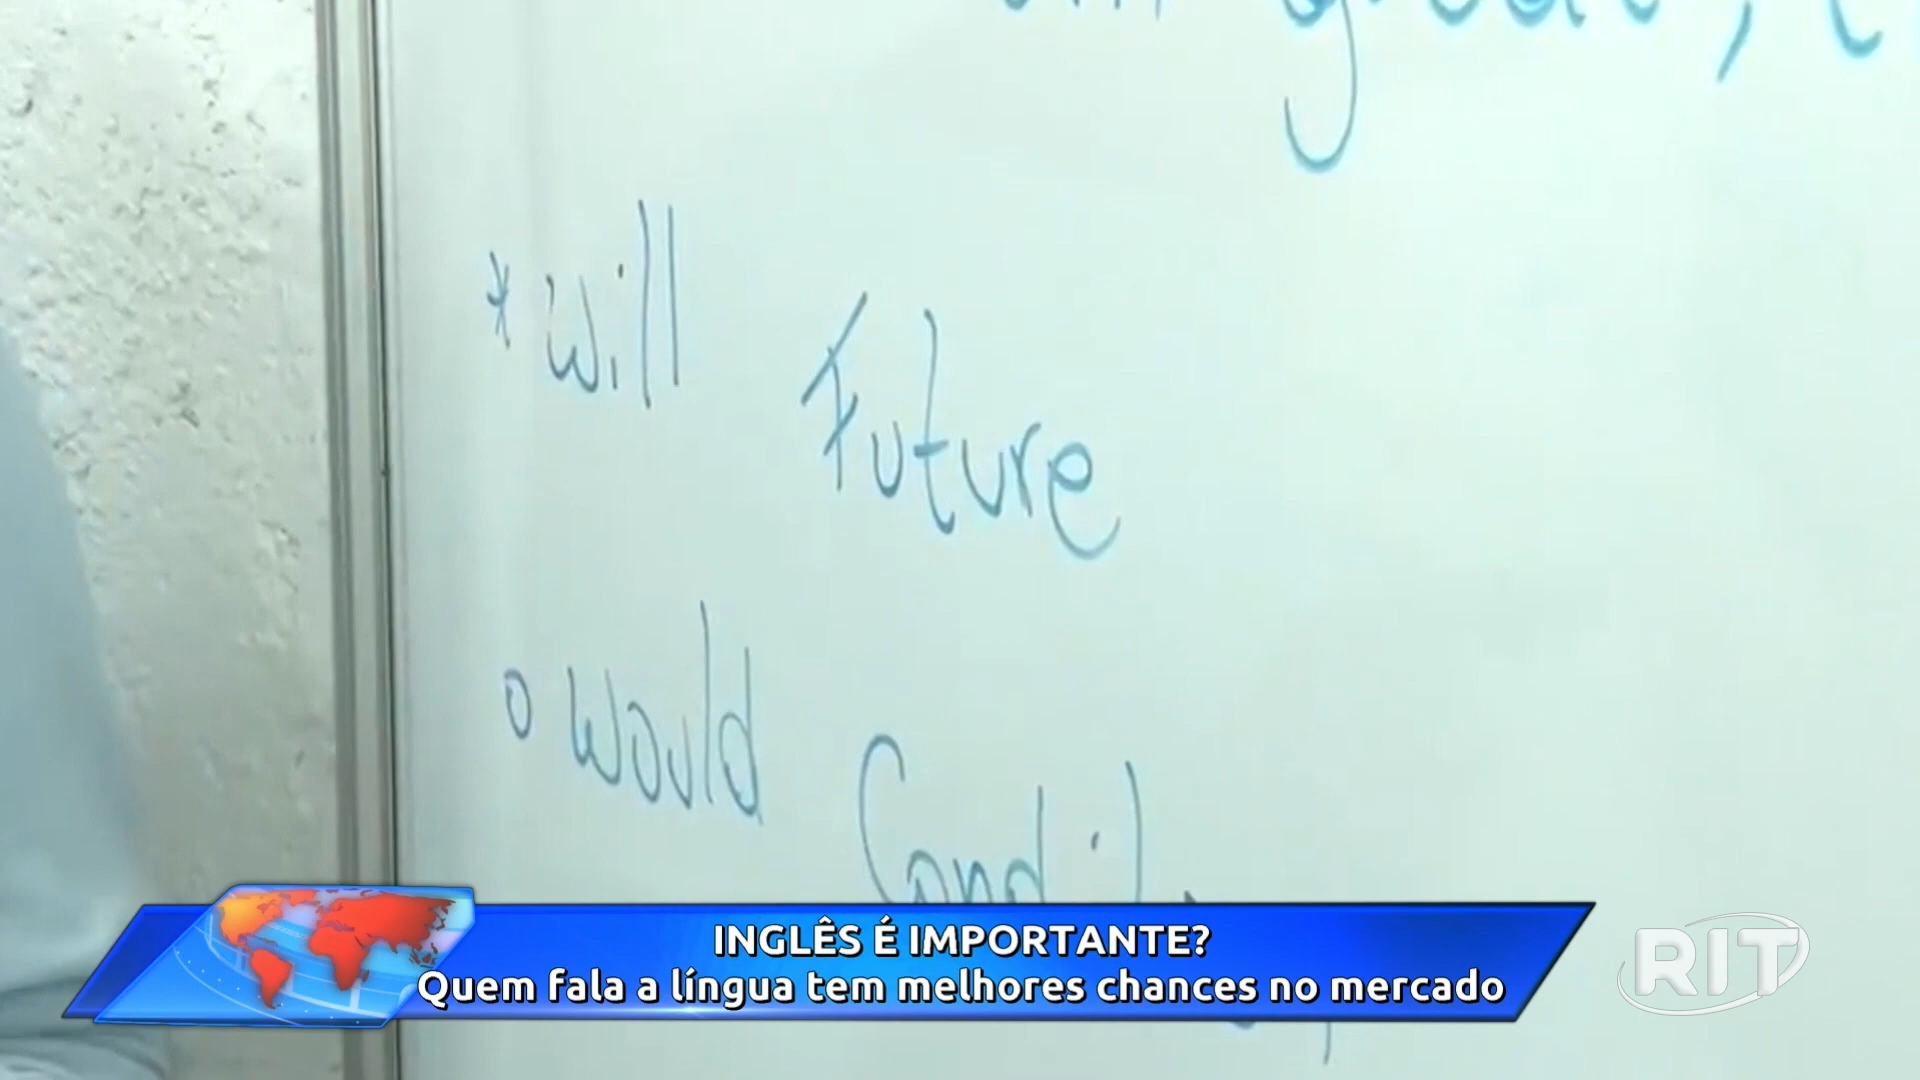 * will Future
o would
INGLÊS É IMPORTANTE?
Quem fala a língua tem melhores chances no mercado
RIT